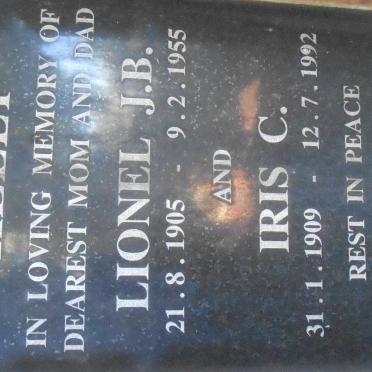 IN LOVING MEMORY OF
DEAREST MOM AND DAD
LIONEL J.B.
21.8.1905 - 9.2.1955
AND
IRIS C.
31.1.1909 - 12.7.1992
REST IN PEACE